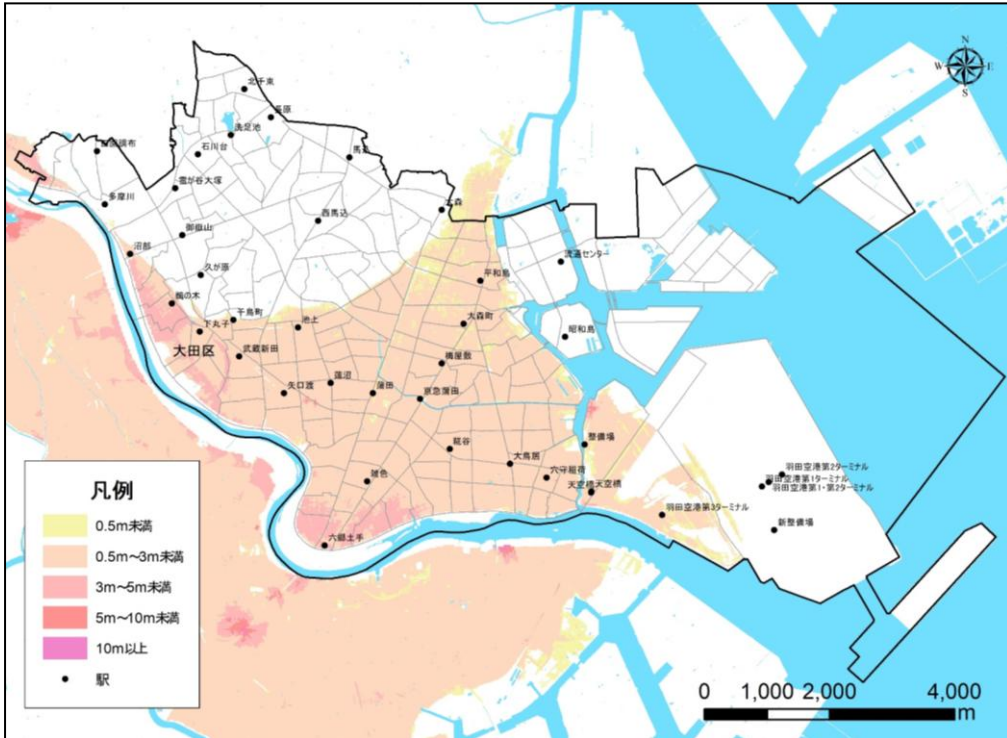 N
W
E
S
北千束
長原
洗足池
田園調布
石川台
馬込
雪が谷大塚
多摩川
大森
西馬込
御嶽山
沼部
流通センター
久が原
平和島
鵜の木
千鳥町
池上
大森町
下丸子
昭和島
大田区
武蔵新田
梅屋敷
蓮沼
矢口渡
蒲田
京急蒲田
糀谷
整備場
大鳥居
羽田空港第2ターミナル
雑色
穴守稲荷
羽田空港第1ターミナル
天空橋
天空橋
羽田空港第1・第2ターミナル
羽田空港第3ターミナル
新整備場
六郷土手
凡例
0.5m未満
0.5m～3m未満
3m～5m未満
5m～10m未満
10m以上
駅
0 1,000 2,000 4,000
m